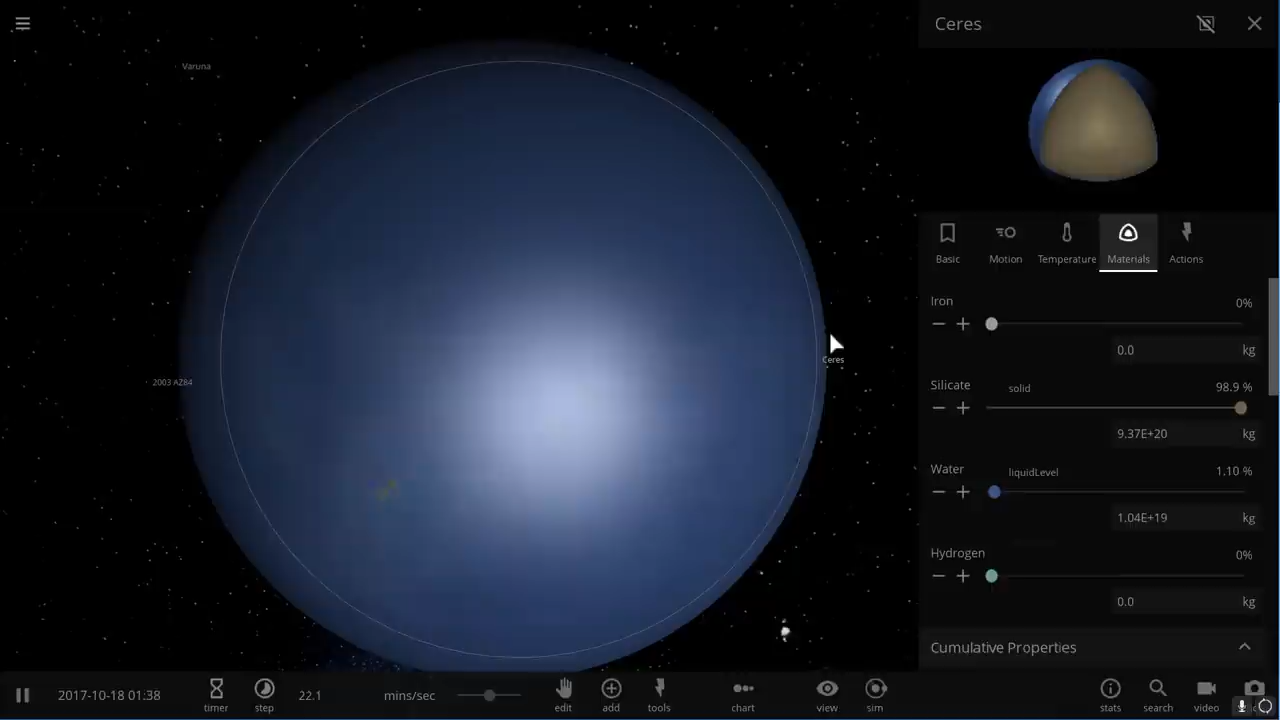 Varuna
2003 AZ84
Ceres
Ceres
Basic
Motion
Temperature
Materials
Actions
Iron
0%
0.0 kg
Silicate solid 98.9 %
9.37E+20 kg
Water liquidLevel 1.10 %
1.04E+19 kg
Hydrogen
0%
0.0 kg
Cumulative Properties
2017-10-18 01:38
timer
step
22.1 mins/sec
edit
add
tools
chart
view
sim
stats
search
video